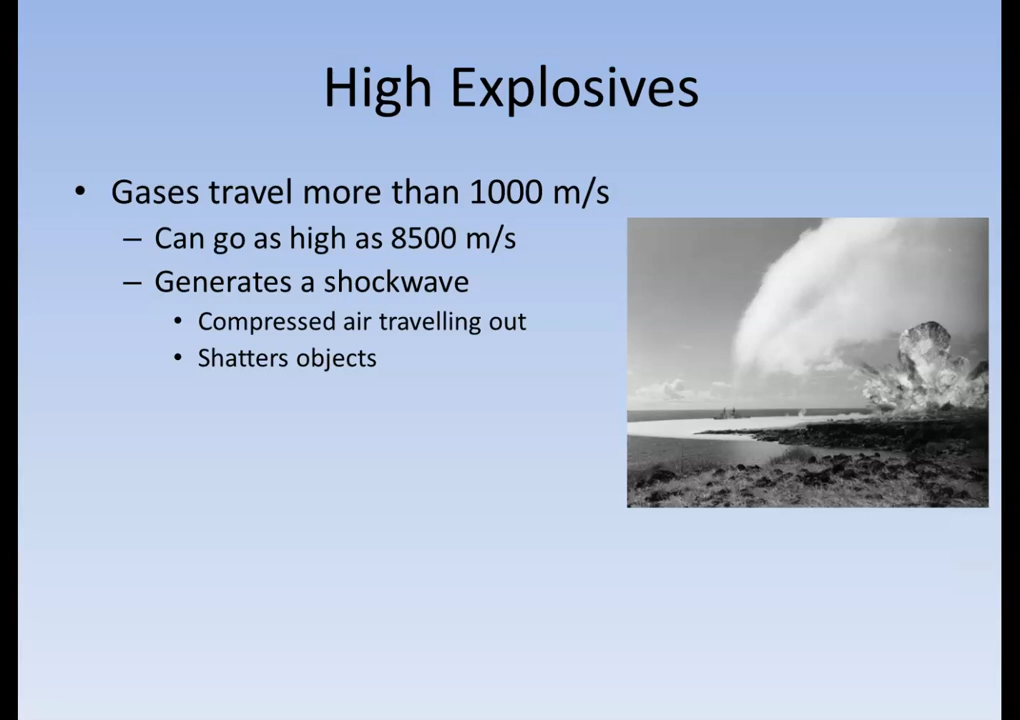 High Explosives
• Gases travel more than 1000 m/s
– Can go as high as 8500 m/s
– Generates a shockwave
• Compressed air travelling out
• Shatters objects